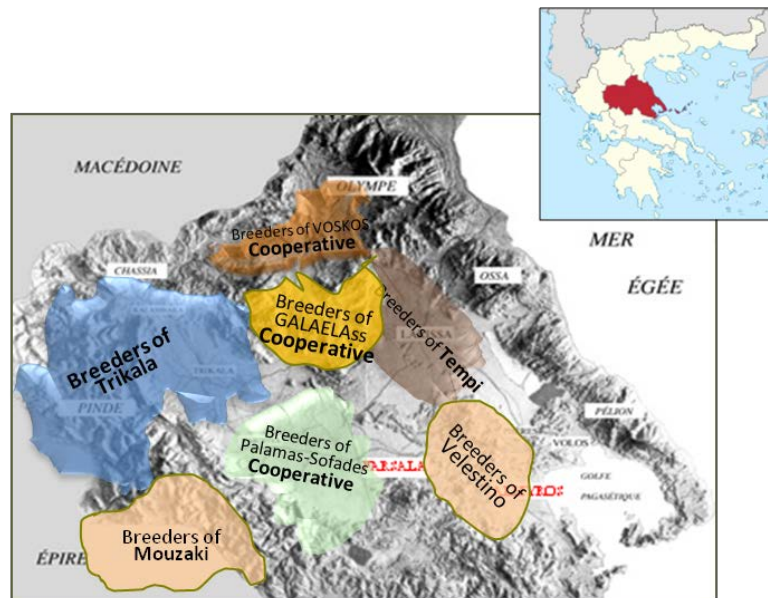 MACÉDOINE
OLYMPE
MER
ÉGÉE
Breeders of VOSKOS
Cooperative
CHASSIA
OSSA
Breeders of
GALAELAss
Cooperative
Breeders of Tempi
Breeders of
Trikala
TRIKALA
PINDE
PÉLION
Breeders of
Palamas-Sofades
Cooperative
Breeders of
Velestino
VOLOS
GOLFE
PAGASÉTIQUE
Breeders of
Mouzaki
ÉPIRE